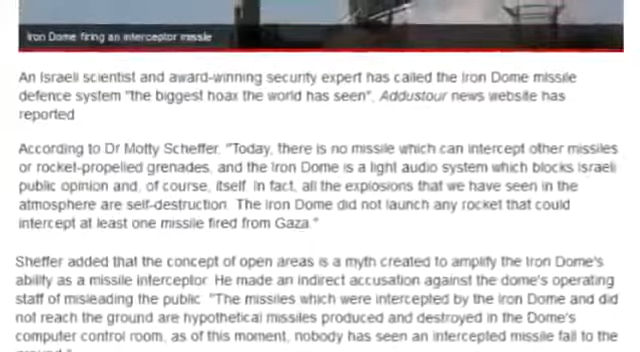 Iron Dome firing an interceptor missile
An Israeli scientist and award-winning security expert has called the Iron Dome missile
defence system "the biggest hoax the world has seen", Addustour news website has
reported
According to Dr Motty Scheffer, "Today, there is no missile which can intercept other missiles
or rocket-propelled grenades, and the Iron Dome is a light audio system which blocks Israeli
public opinion and, of course, itself. In fact, all the explosions that we have seen in the
atmosphere are self-destruction. The Iron Dome did not launch any rocket that could
intercept at least one missile fired from Gaza."
Sheffer added that the concept of open areas is a myth created to amplify the Iron Dome's
ability as a missile interceptor. He made an indirect accusation against the dome's operating
staff of misleading the public. "The missiles which were intercepted by the Iron Dome and did
not reach the ground are hypothetical missiles produced and destroyed in the Dome's
computer control room, as of this moment, nobody has seen an intercepted missile fall to the